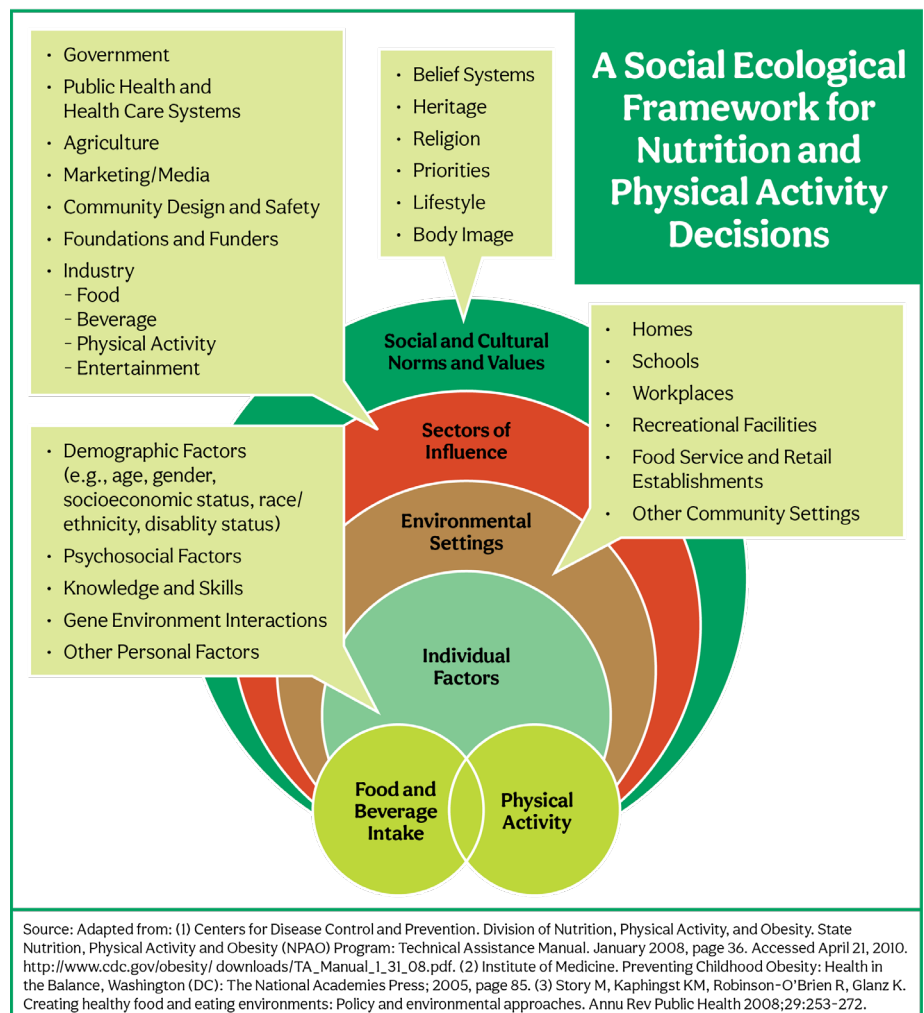 A Social Ecological
Framework for
Nutrition and
Physical Activity
Decisions
• Government
• Public Health and
Health Care Systems
• Agriculture
• Marketing/Media
• Community Design and Safety
• Foundations and Funders
• Industry
- Food
- Beverage
- Physical Activity
- Entertainment
• Belief Systems
• Heritage
• Religion
• Priorities
• Lifestyle
• Body Image
• Homes
• Schools
• Workplaces
• Recreational Facilities
• Food Service and Retail
Establishments
• Other Community Settings
• Demographic Factors
(e.g., age, gender,
socioeconomic status, race/
ethnicity, disablity status)
• Psychosocial Factors
• Knowledge and Skills
• Gene Environment Interactions
• Other Personal Factors
Social and Cultural
Norms and Values
Sectors of
Influence
Environmental
Settings
Individual
Factors
Food and
Beverage
Intake
Physical
Activity
Source: Adapted from: (1) Centers for Disease Control and Prevention. Division of Nutrition, Physical Activity, and Obesity. State
Nutrition, Physical Activity and Obesity (NPAO) Program: Technical Assistance Manual. January 2008, page 36. Accessed April 21, 2010.
http://www.cdc.gov/obesity/ downloads/TA_Manual_1_31_08.pdf. (2) Institute of Medicine. Preventing Childhood Obesity: Health in
the Balance, Washington (DC): The National Academies Press; 2005, page 85. (3) Story M, Kaphingst KM, Robinson-O’Brien R, Glanz K.
Creating healthy food and eating environments: Policy and environmental approaches. Annu Rev Public Health 2008;29:253-272.